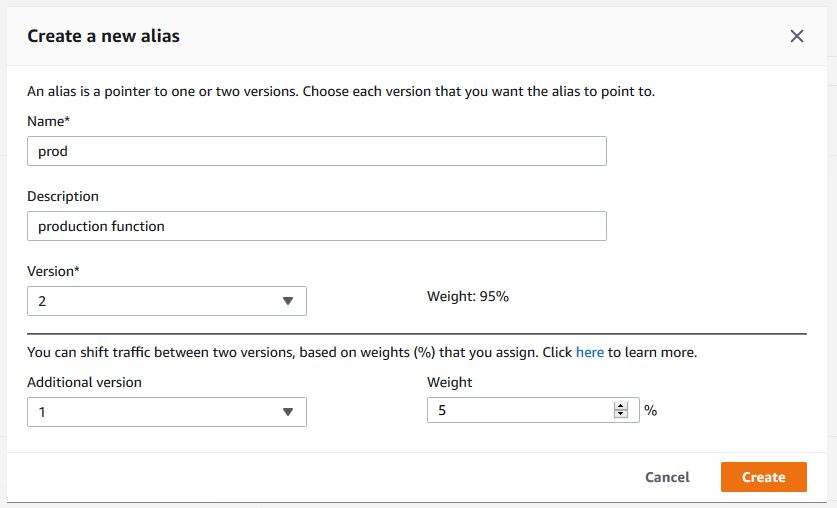 Create a new alias
An alias is a pointer to one or two versions. Choose each version that you want the alias to point to.
Name*
prod
Description
production function
Version*
2
Weight: 95%
You can shift traffic between two versions, based on weights (%) that you assign. Click here to learn more.
Additional version
Weight
1
5
%
Cancel
Create